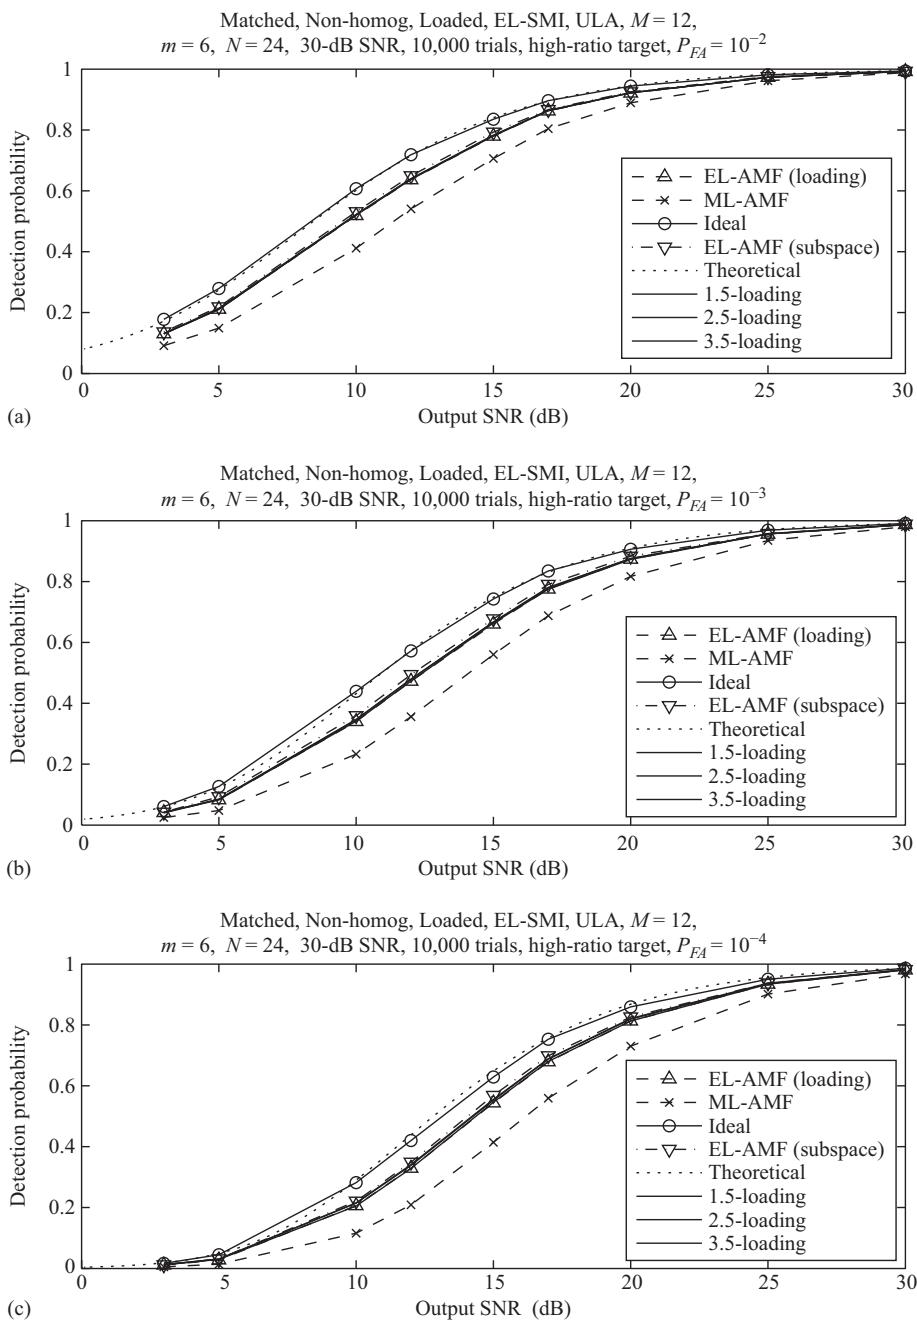 Matched, Non-homog, Loaded, EL-SMI, ULA, M = 12,
m = 6, N = 24, 30-dB SNR, 10,000 trials, high-ratio target, P_FA = 10^−2
1
0.8
0.6
0.4
0.2
0
Detection probability
EL-AMF (loading)
ML-AMF
Ideal
EL-AMF (subspace)
Theoretical
1.5-loading
2.5-loading
3.5-loading
0 5 10 15 20 25 30
(a) Output SNR (dB)
Matched, Non-homog, Loaded, EL-SMI, ULA, M = 12,
m = 6, N = 24, 30-dB SNR, 10,000 trials, high-ratio target, P_FA = 10^−3
1
0.8
0.6
0.4
0.2
0
Detection probability
EL-AMF (loading)
ML-AMF
Ideal
EL-AMF (subspace)
Theoretical
1.5-loading
2.5-loading
3.5-loading
0 5 10 15 20 25 30
(b) Output SNR (dB)
Matched, Non-homog, Loaded, EL-SMI, ULA, M = 12,
m = 6, N = 24, 30-dB SNR, 10,000 trials, high-ratio target, P_FA = 10^−4
1
0.8
0.6
0.4
0.2
0
Detection probability
EL-AMF (loading)
ML-AMF
Ideal
EL-AMF (subspace)
Theoretical
1.5-loading
2.5-loading
3.5-loading
0 5 10 15 20 25 30
(c) Output SNR (dB)